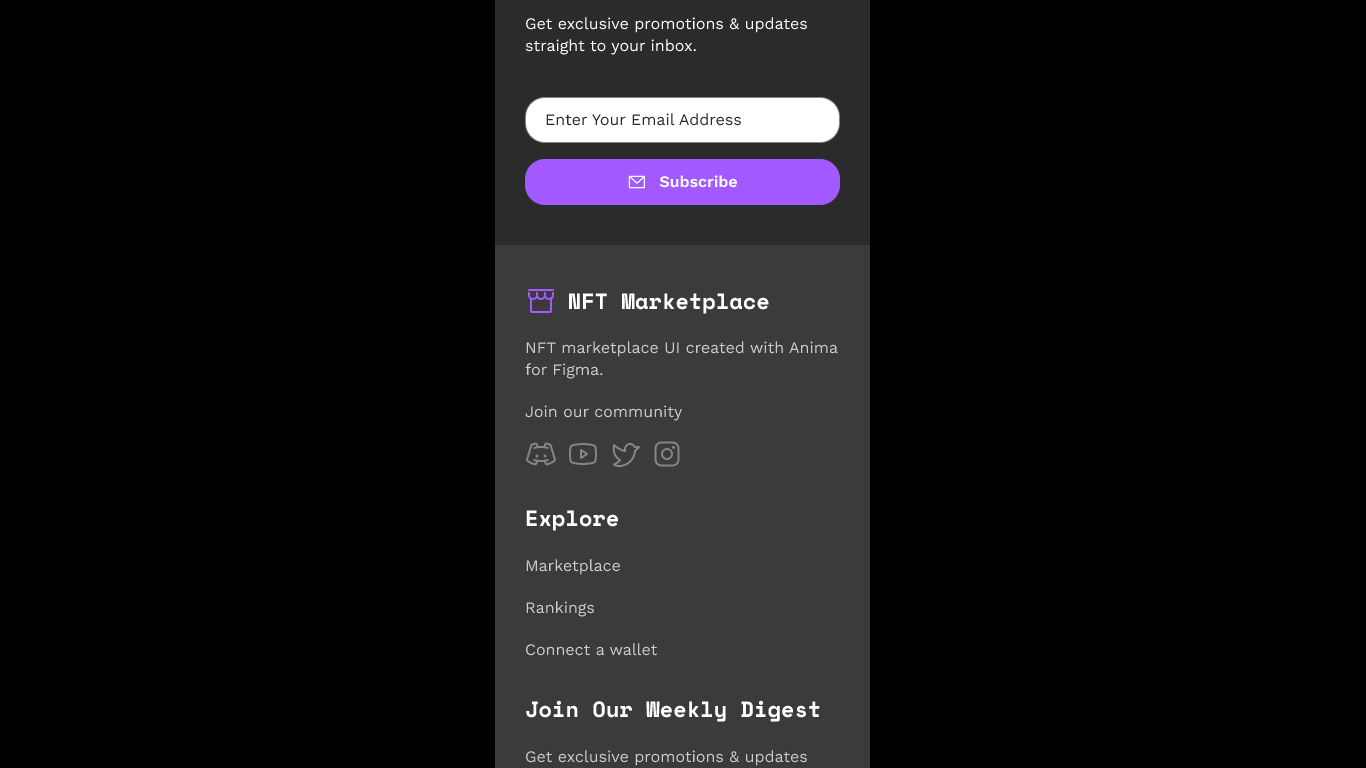 Get exclusive promotions & updates
straight to your inbox.
Enter Your Email Address
Subscribe
NFT Marketplace
NFT marketplace UI created with Anima
for Figma.
Join our community
Explore
Marketplace
Rankings
Connect a wallet
Join Our Weekly Digest
Get exclusive promotions & updates